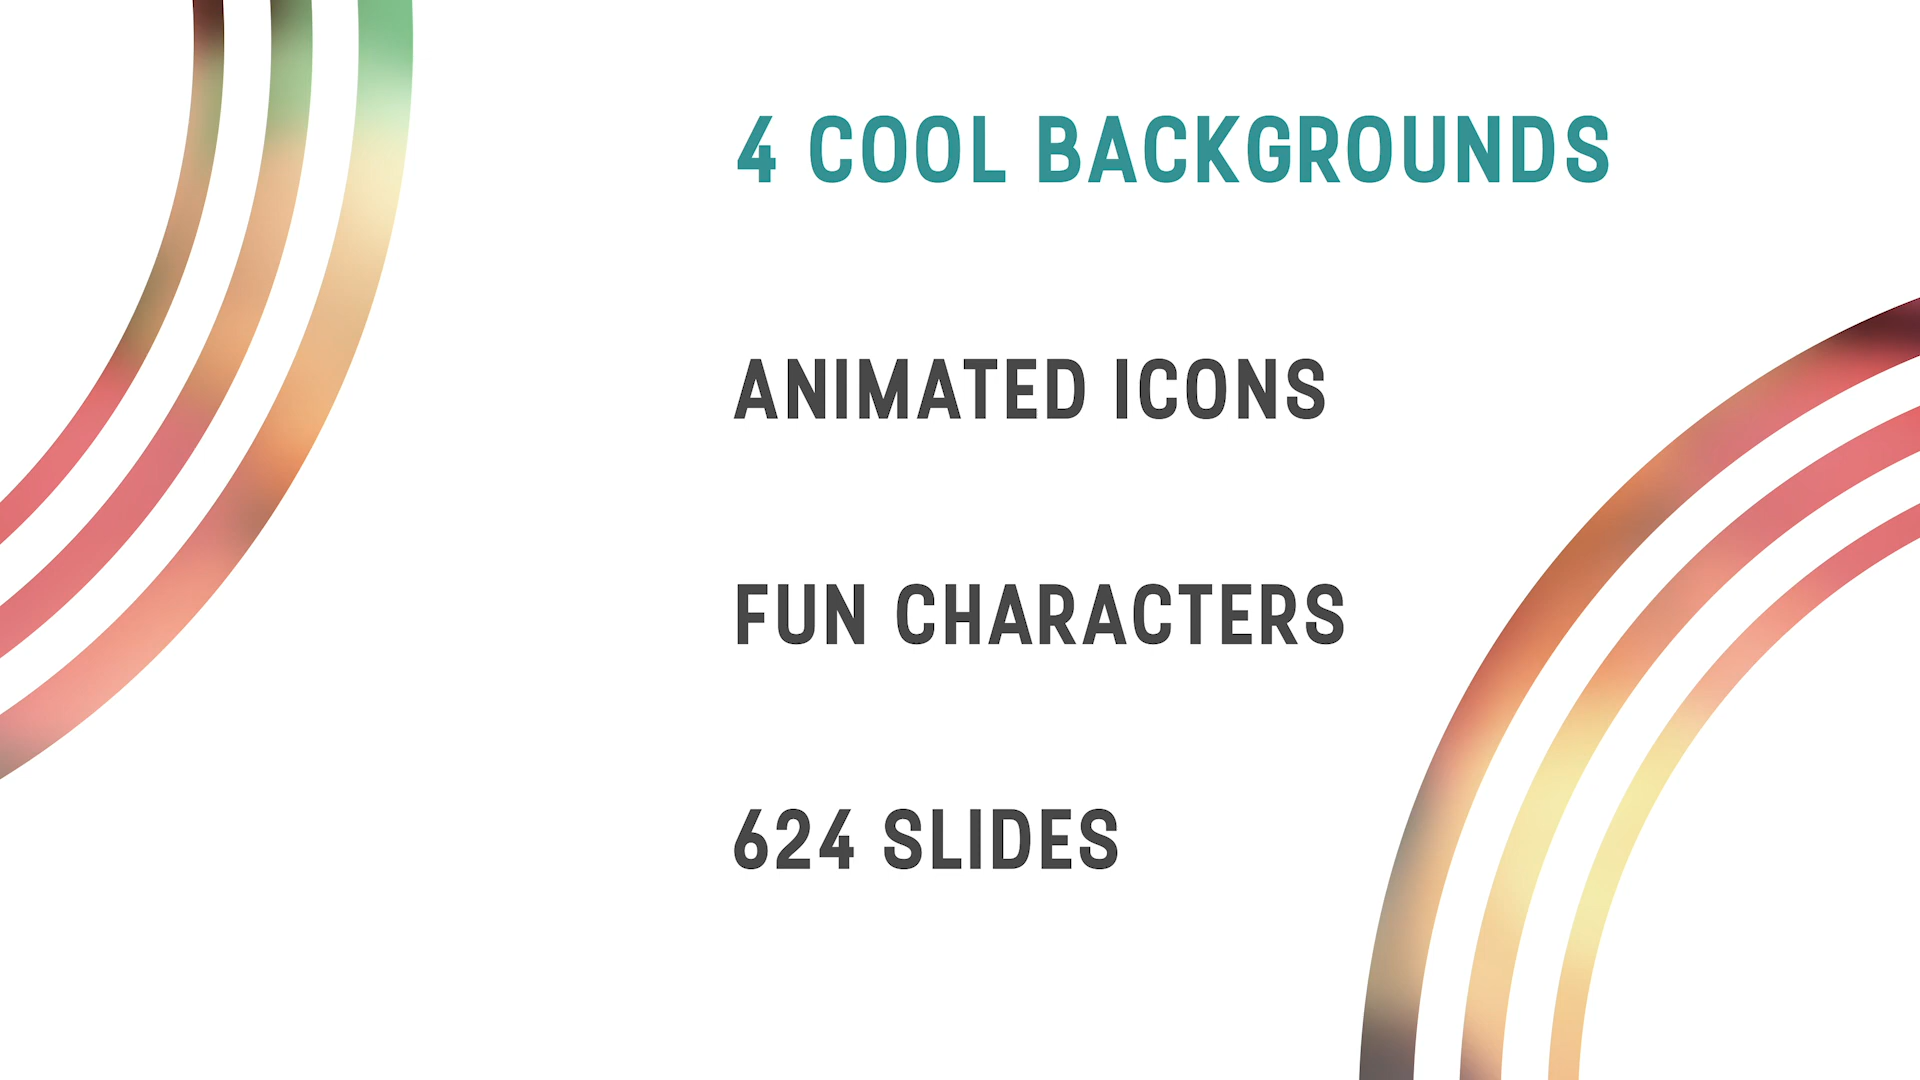 4 COOL BACKGROUNDS
ANIMATED ICONS
FUN CHARACTERS
624 SLIDES